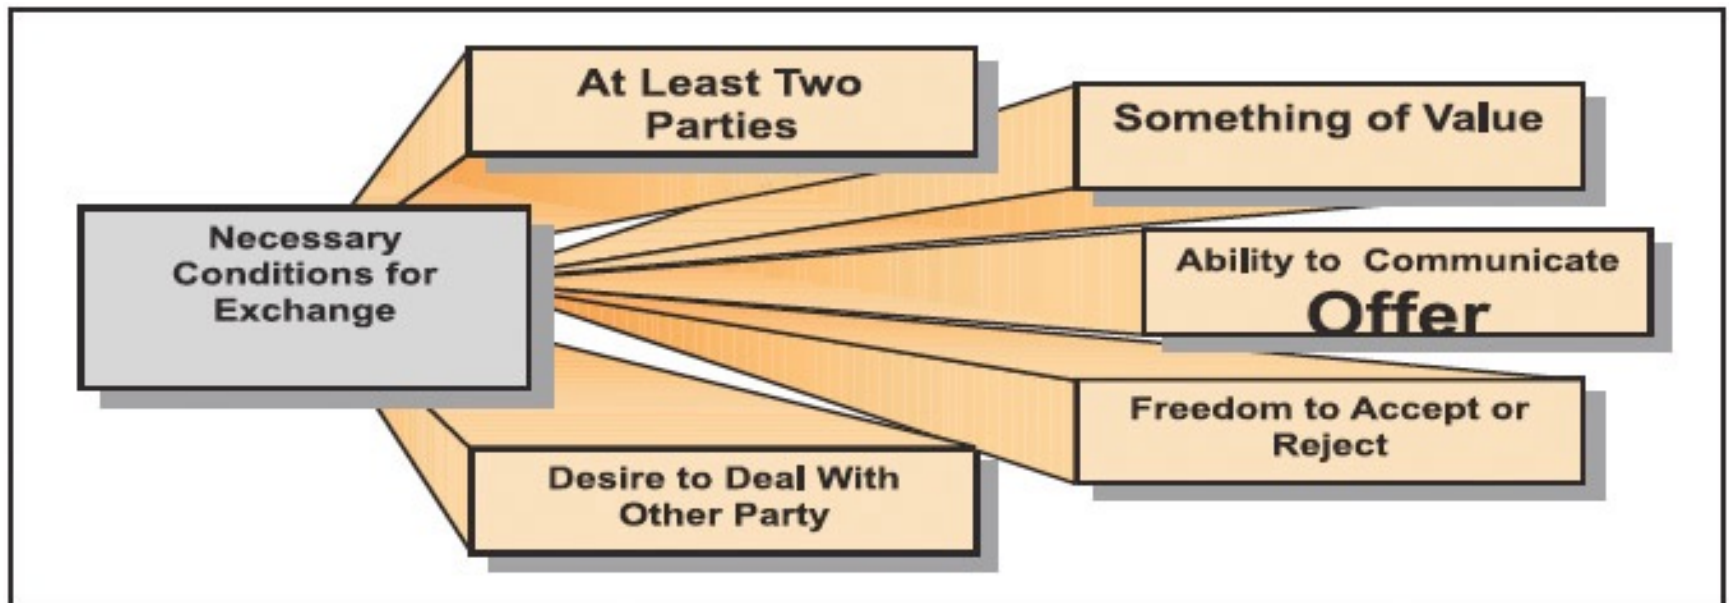 At Least Two
Parties
Something of Value
Necessary
Conditions for
Exchange
Ability to Communicate
Offer
Freedom to Accept or
Reject
Desire to Deal With
Other Party